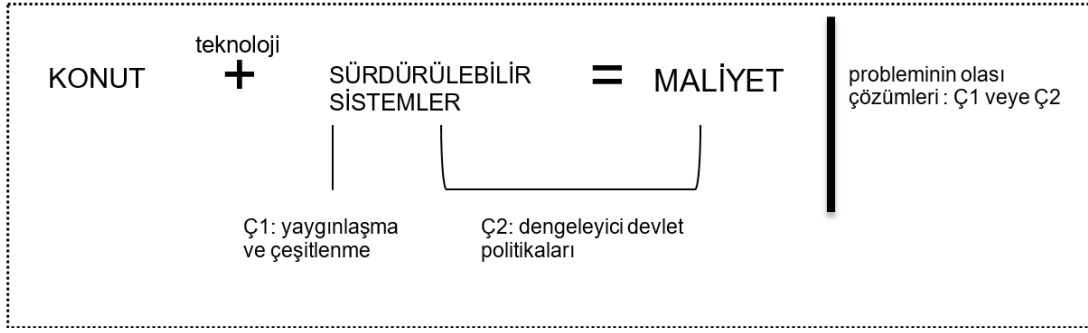 teknoloji
KONUT + SÜRDÜRÜLEBİLİR SİSTEMLER = MALİYET
probleminin olası
çözümleri : Ç1 veye Ç2
Ç1: yaygınlaşma
ve çeşitlenme
Ç2: dengeleyici devlet
politikaları